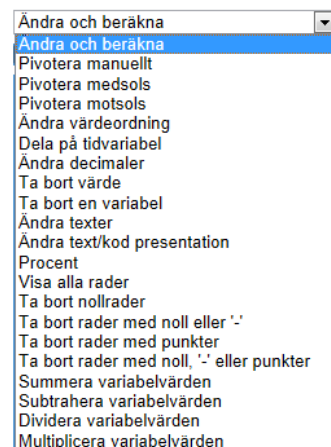 Ändra och beräkna
Ändra och beräkna
Pivotera manuellt
Pivotera medsols
Pivotera motsols
Ändra värdeordning
Dela på tidvariabel
Ändra decimaler
Ta bort värde
Ta bort en variabel
Ändra texter
Ändra text/kod presentation
Procent
Visa alla rader
Ta bort nollrader
Ta bort rader med noll eller '-'
Ta bort rader med punkter
Ta bort rader med noll, '-' eller punkter
Summera variabelvärden
Subtrahera variabelvärden
Dividera variabelvärden
Multiplicera variabelvärden